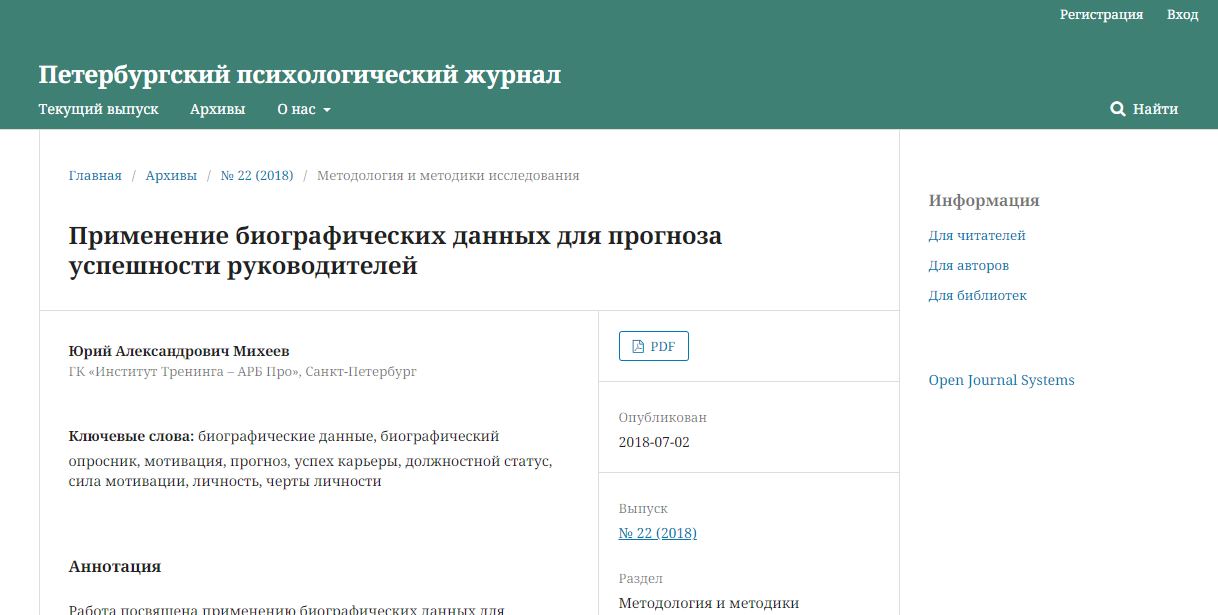 Регистрация Вход
Петербургский психологический журнал
Текущий выпуск Архивы О нас Найти
Главная / Архивы / № 22 (2018) / Методология и методики исследования
Применение биографических данных для прогноза
успешности руководителей
Юрий Александрович Михеев
ГК «Институт Тренинга – АРБ Про», Санкт-Петербург
Ключевые слова: биографические данные, биографический
опросник, мотивация, прогноз, успех карьеры, должностной статус,
сила мотивации, личность, черты личности
Аннотация
Работа посвящена применению биографических данных для
PDF
Опубликован
2018-07-02
Выпуск
№ 22 (2018)
Раздел
Методология и методики
Информация
Для читателей
Для авторов
Для библиотек
Open Journal Systems